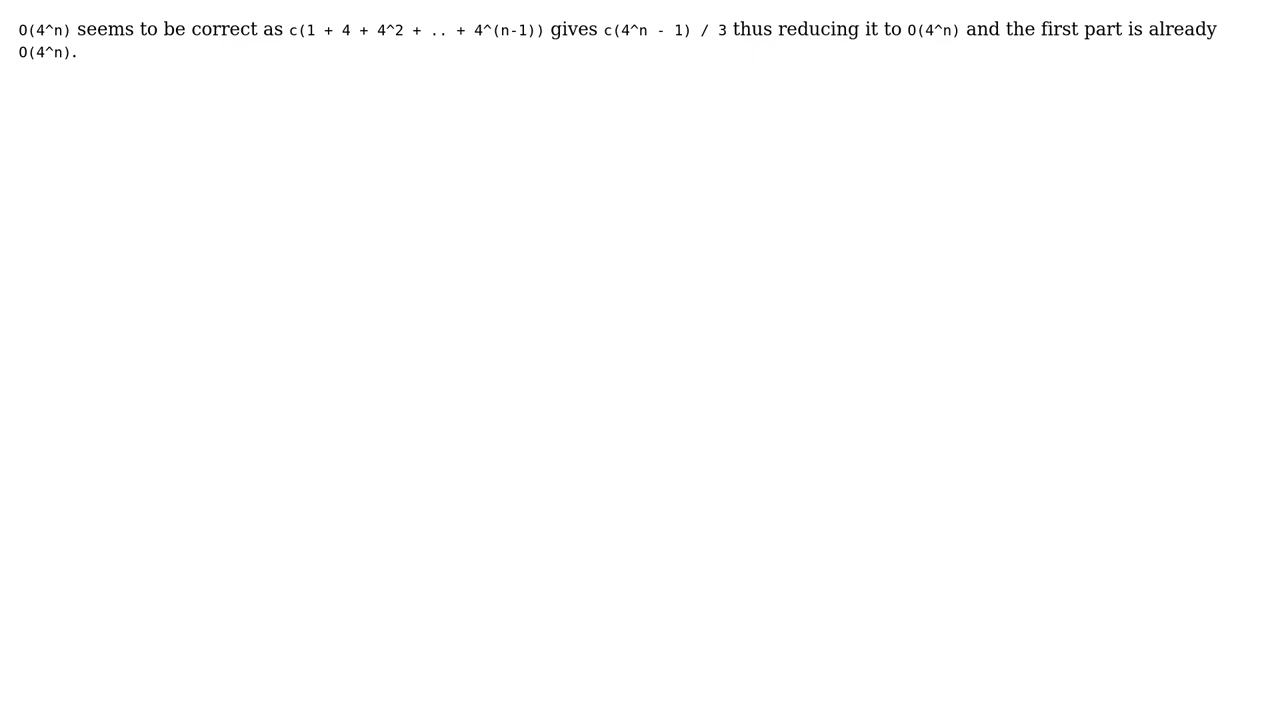 O(4^n) seems to be correct as c(1 + 4 + 4^2 + .. + 4^(n-1)) gives c(4^n - 1) / 3 thus reducing it to O(4^n) and the first part is already
O(4^n).